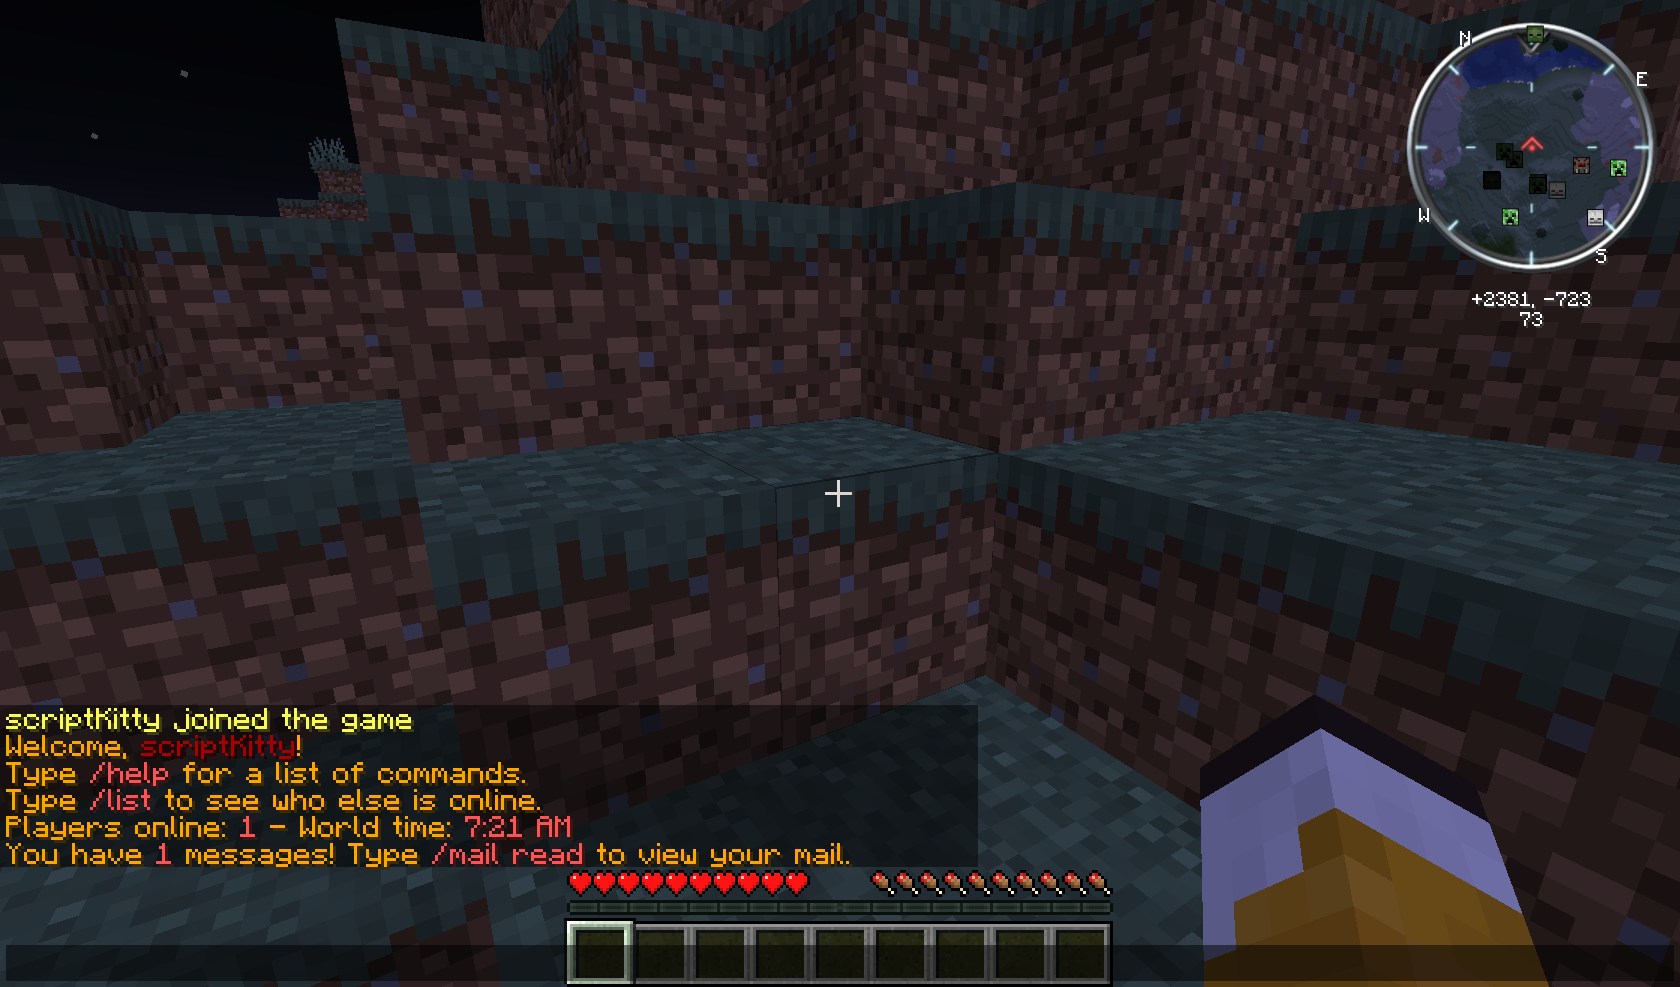 N
E
W
S
+2381, -723
73
scriptKitty joined the game
Welcome, scriptKitty!
Type /help for a list of commands.
Type /list to see who else is online.
Players online: 1 - World time: 7:21 AM
You have 1 messages! Type /mail read to view your mail.